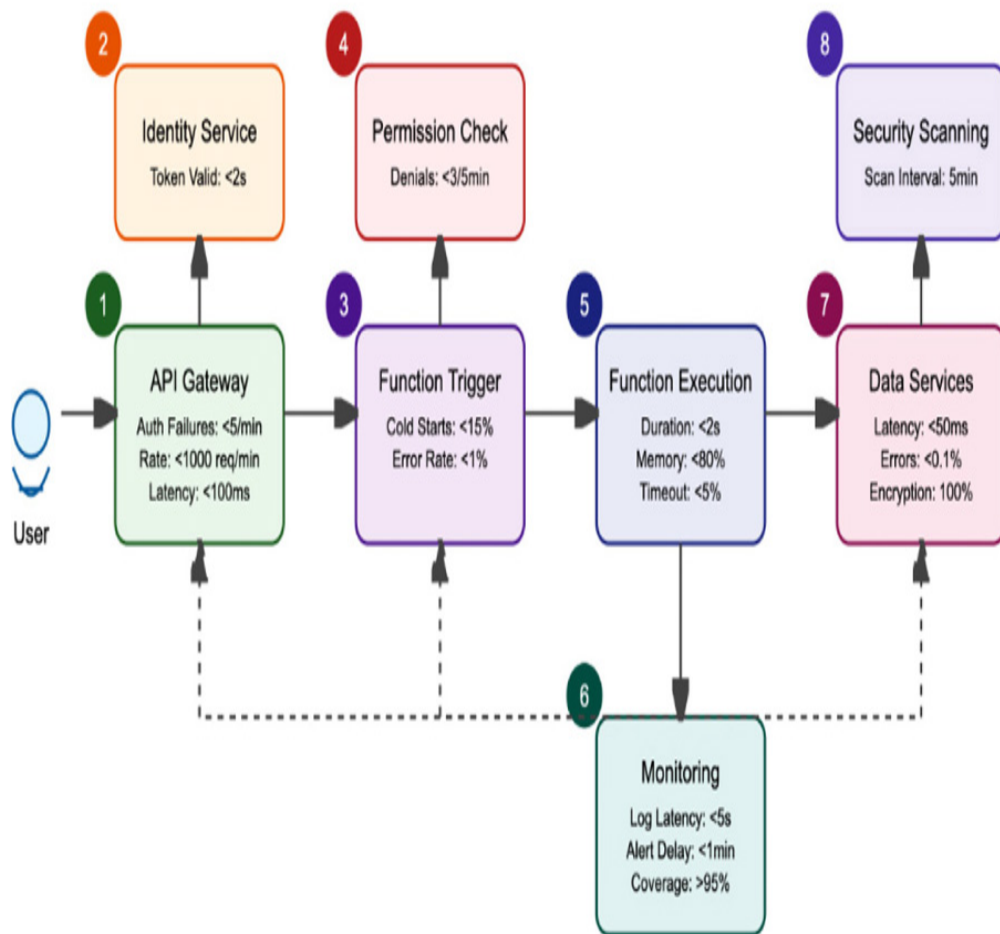 2
Identity Service
Token Valid: <2s
4
Permission Check
Denials: <3/5min
8
Security Scanning
Scan Interval: 5min
1
API Gateway
Auth Failures: <5/min
Rate: <1000 req/min
Latency: <100ms
3
Function Trigger
Cold Starts: <15%
Error Rate: <1%
5
Function Execution
Duration: <2s
Memory: <80%
Timeout: <5%
7
Data Services
Latency: <50ms
Errors: <0.1%
Encryption: 100%
User
6
Monitoring
Log Latency: <5s
Alert Delay: <1min
Coverage: >95%